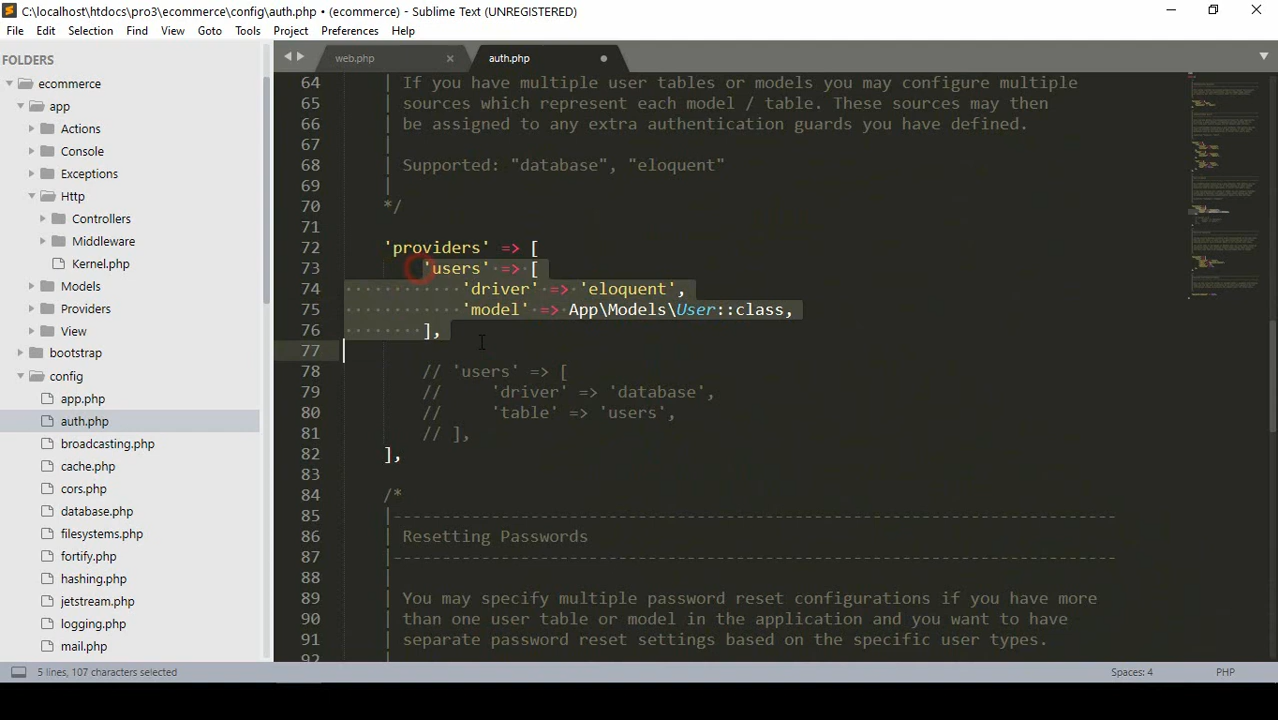 C:\localhost\htdocs\pro3\ecommerce\config\auth.php • (ecommerce) - Sublime Text (UNREGISTERED)
File Edit Selection Find View Goto Tools Project Preferences Help
FOLDERS
ecommerce
app
Actions
Console
Exceptions
Http
Controllers
Middleware
Kernel.php
Models
Providers
View
bootstrap
config
app.php
auth.php
broadcasting.php
cache.php
cors.php
database.php
filesystems.php
fortify.php
hashing.php
jetstream.php
logging.php
mail.php
web.php auth.php
64 | If you have multiple user tables or models you may configure multiple
65 | sources which represent each model / table. These sources may then
66 | be assigned to any extra authentication guards you have defined.
67 |
68 | Supported: "database", "eloquent"
69 |
70 */
71
72 'providers' => [
73 'users' => [
74 'driver' => 'eloquent',
75 'model' => App\Models\User::class,
76 ],
77
78 // 'users' => [
79 // 'driver' => 'database',
80 // 'table' => 'users',
81 // ],
82 ],
83
84 /*
85 |--------------------------------------------------------------------------
86 | Resetting Passwords
87 |--------------------------------------------------------------------------
88 |
89 | You may specify multiple password reset configurations if you have more
90 | than one user table or model in the application and you want to have
91 | separate password reset settings based on the specific user types.
92 |
5 lines, 107 characters selected Spaces: 4 PHP